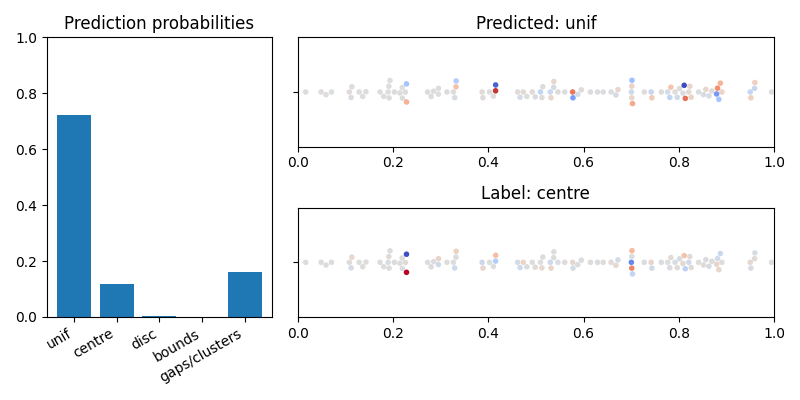 Prediction probabilities
1.0
0.8
0.6
0.4
0.2
0.0
unif
centre
disc
bounds
gaps/clusters
Predicted: unif
0.0 0.2 0.4 0.6 0.8 1.0
Label: centre
0.0 0.2 0.4 0.6 0.8 1.0